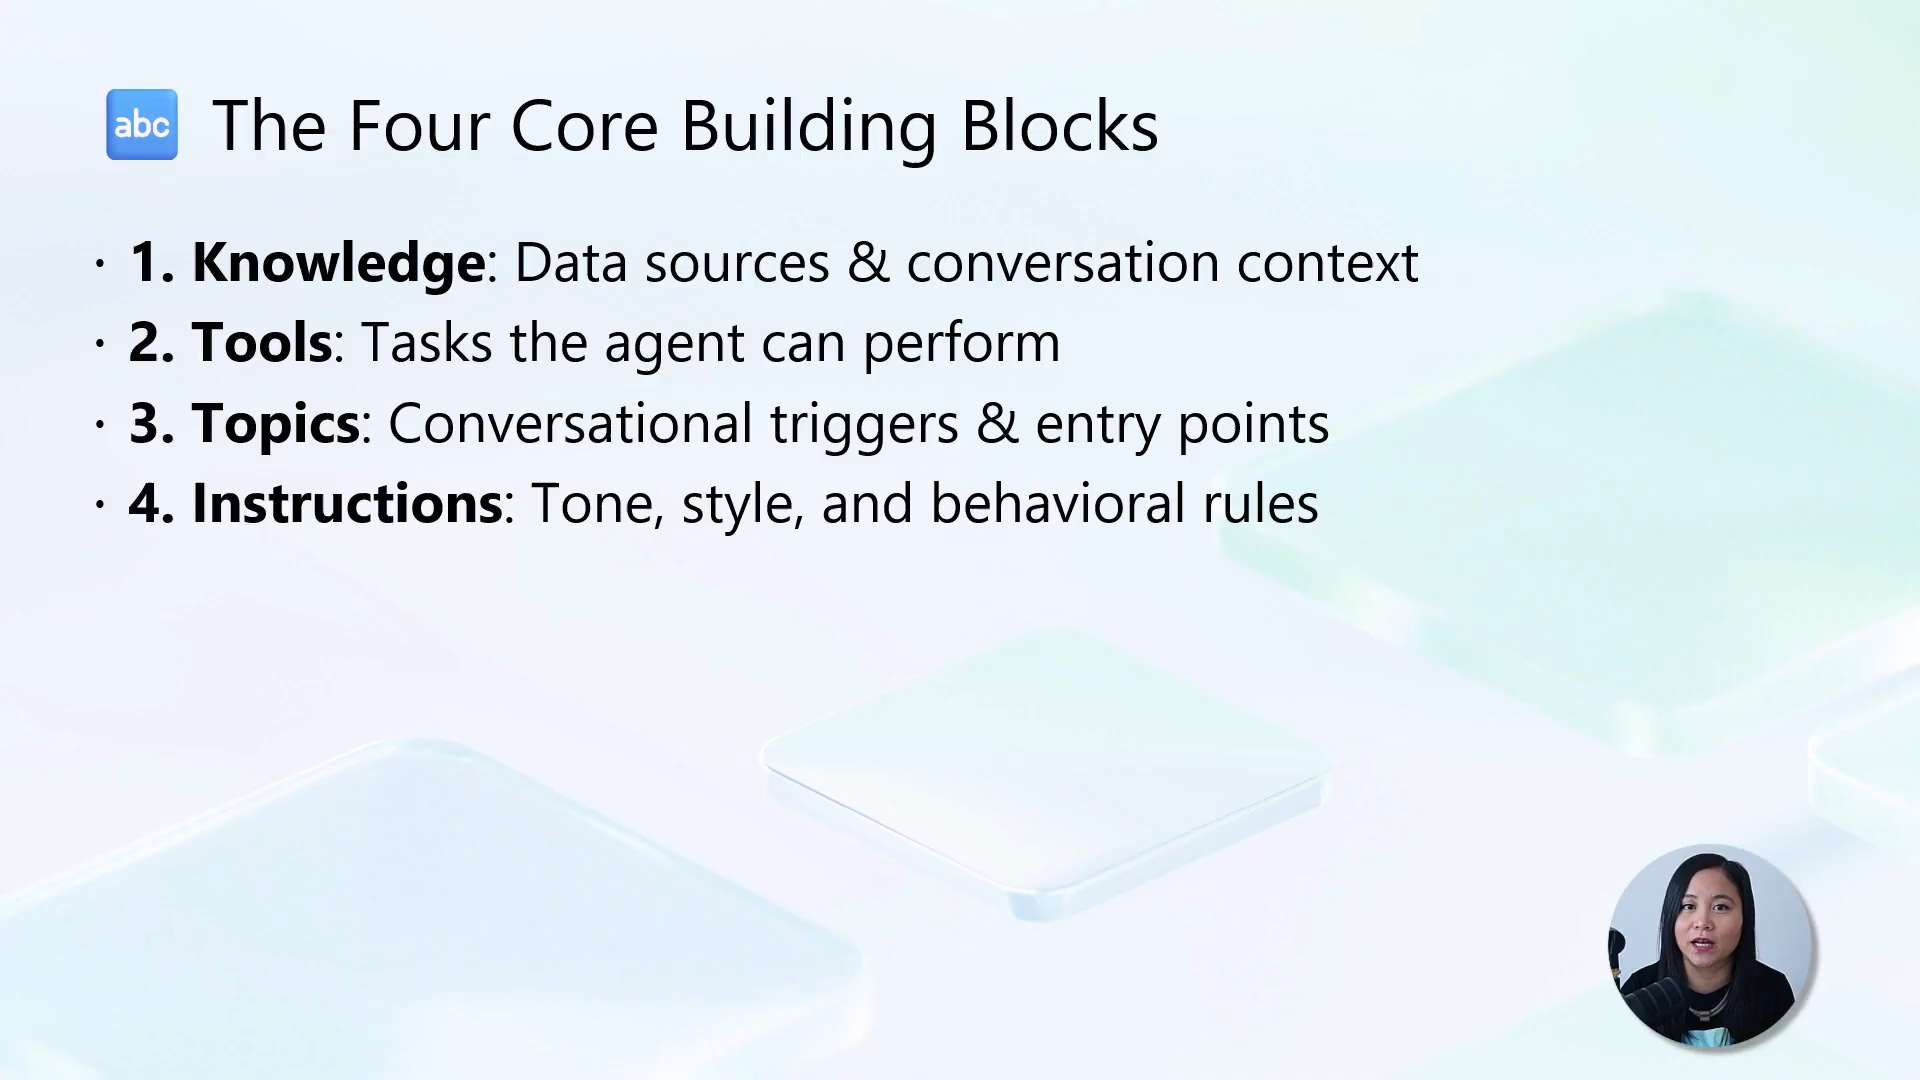 abc The Four Core Building Blocks
· 1. Knowledge: Data sources & conversation context
· 2. Tools: Tasks the agent can perform
· 3. Topics: Conversational triggers & entry points
· 4. Instructions: Tone, style, and behavioral rules